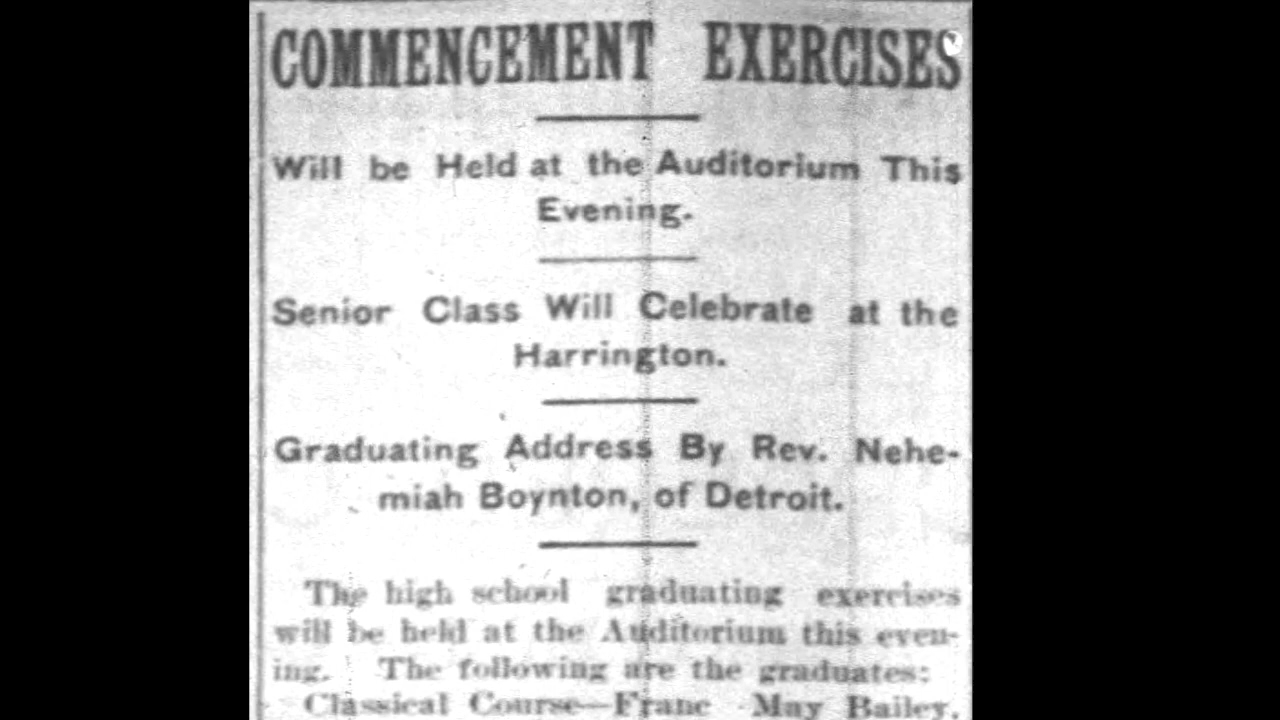 COMMENCEMENT EXERCISES
Will be Held at the Auditorium This
Evening.
Senior Class Will Celebrate at the
Harrington.
Graduating Address By Rev. Nehe-
miah Boynton, of Detroit.
The high school graduating exercises
will be held at the Auditorium this even-
ing. The following are the graduates:
Classical Course—Franc May Bailey,